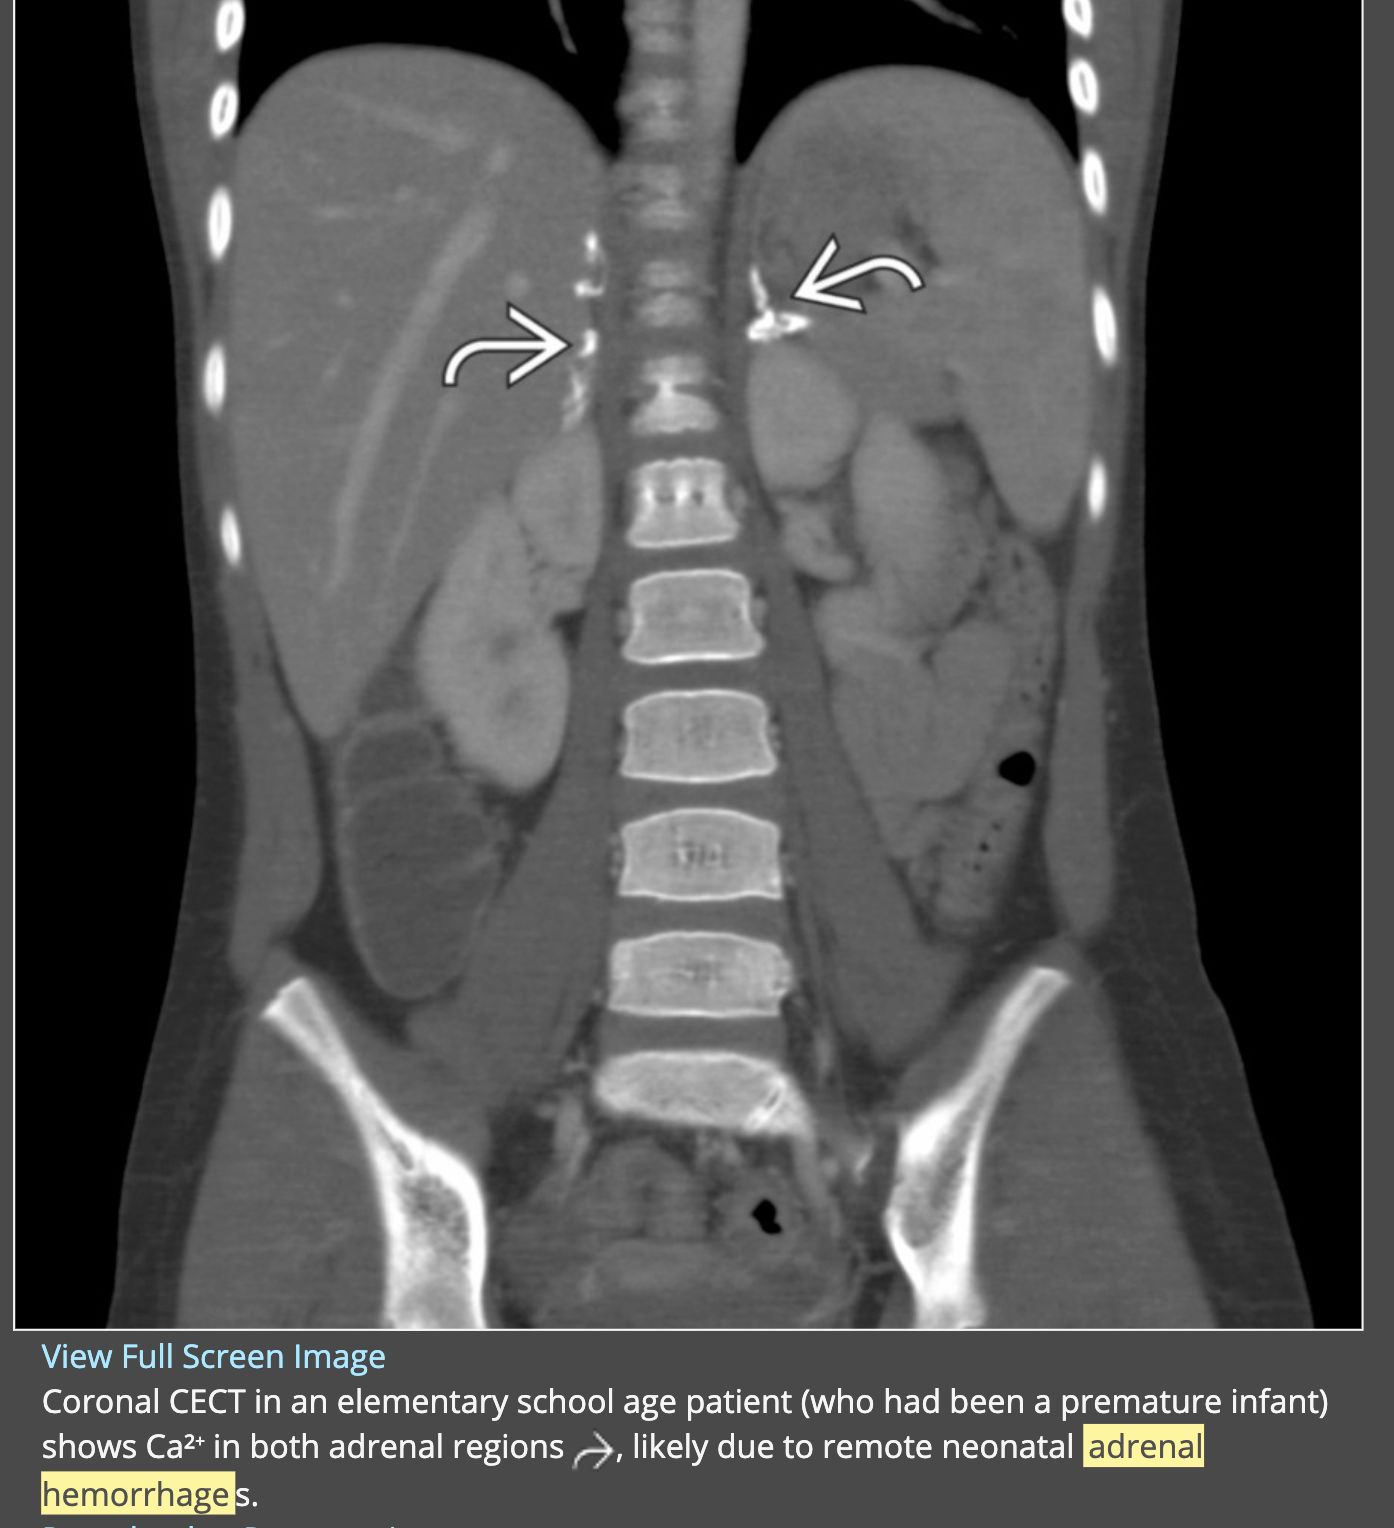 View Full Screen Image
Coronal CECT in an elementary school age patient (who had been a premature infant)
shows Ca²⁺ in both adrenal regions , likely due to remote neonatal adrenal
hemorrhages.